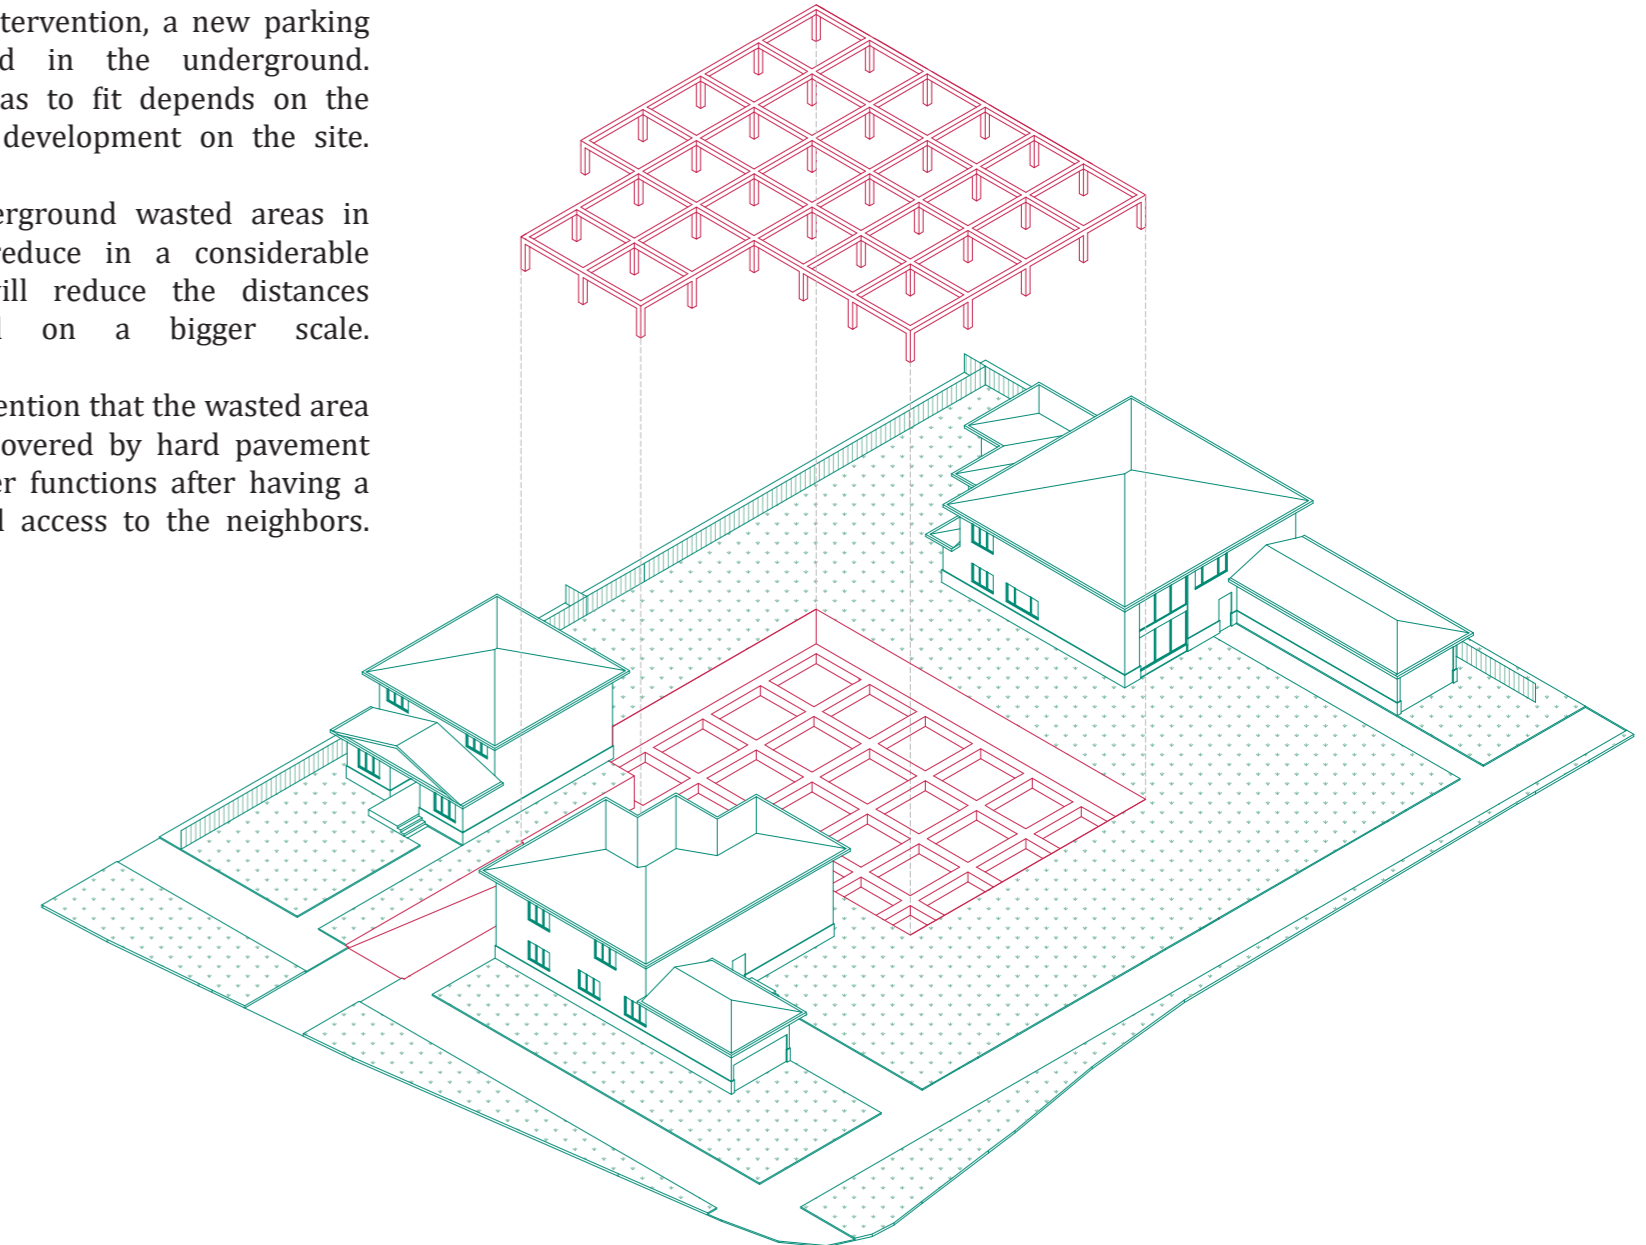 tervention, a new parking
d in the underground.
as to fit depends on the
development on the site.
erground wasted areas in
reduce in a considerable
will reduce the distances
on a bigger scale.
ention that the wasted area
overed by hard pavement
er functions after having a
l access to the neighbors.